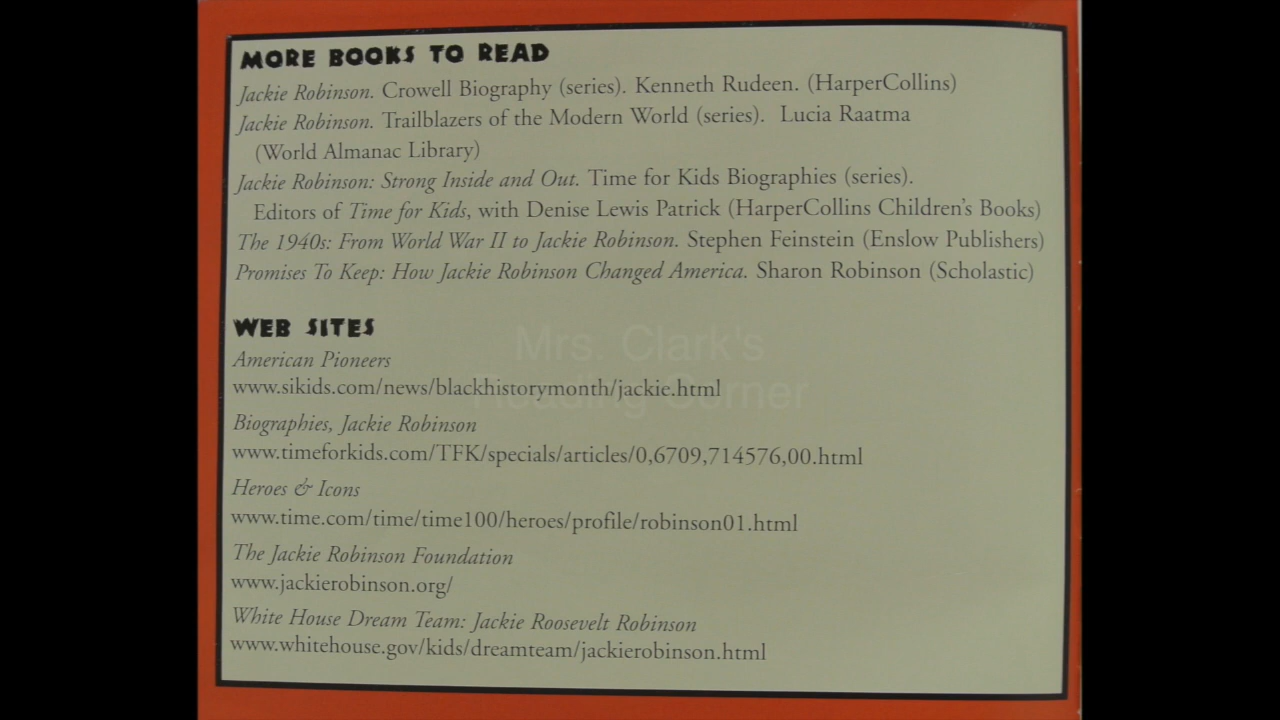 MORE BOOKS TO READ
Jackie Robinson. Crowell Biography (series). Kenneth Rudeen. (HarperCollins)
Jackie Robinson. Trailblazers of the Modern World (series). Lucia Raatma
(World Almanac Library)
Jackie Robinson: Strong Inside and Out. Time for Kids Biographies (series).
Editors of Time for Kids, with Denise Lewis Patrick (HarperCollins Children's Books)
The 1940s: From World War II to Jackie Robinson. Stephen Feinstein (Enslow Publishers)
Promises To Keep: How Jackie Robinson Changed America. Sharon Robinson (Scholastic)
WEB SITES
Mrs. Clark's
Reading Corner
American Pioneers
www.sikids.com/news/blackhistorymonth/jackie.html
Biographies, Jackie Robinson
www.timeforkids.com/TFK/specials/articles/0,6709,714576,00.html
Heroes & Icons
www.time.com/time/time100/heroes/profile/robinson01.html
The Jackie Robinson Foundation
www.jackierobinson.org/
White House Dream Team: Jackie Roosevelt Robinson
www.whitehouse.gov/kids/dreamteam/jackierobinson.html